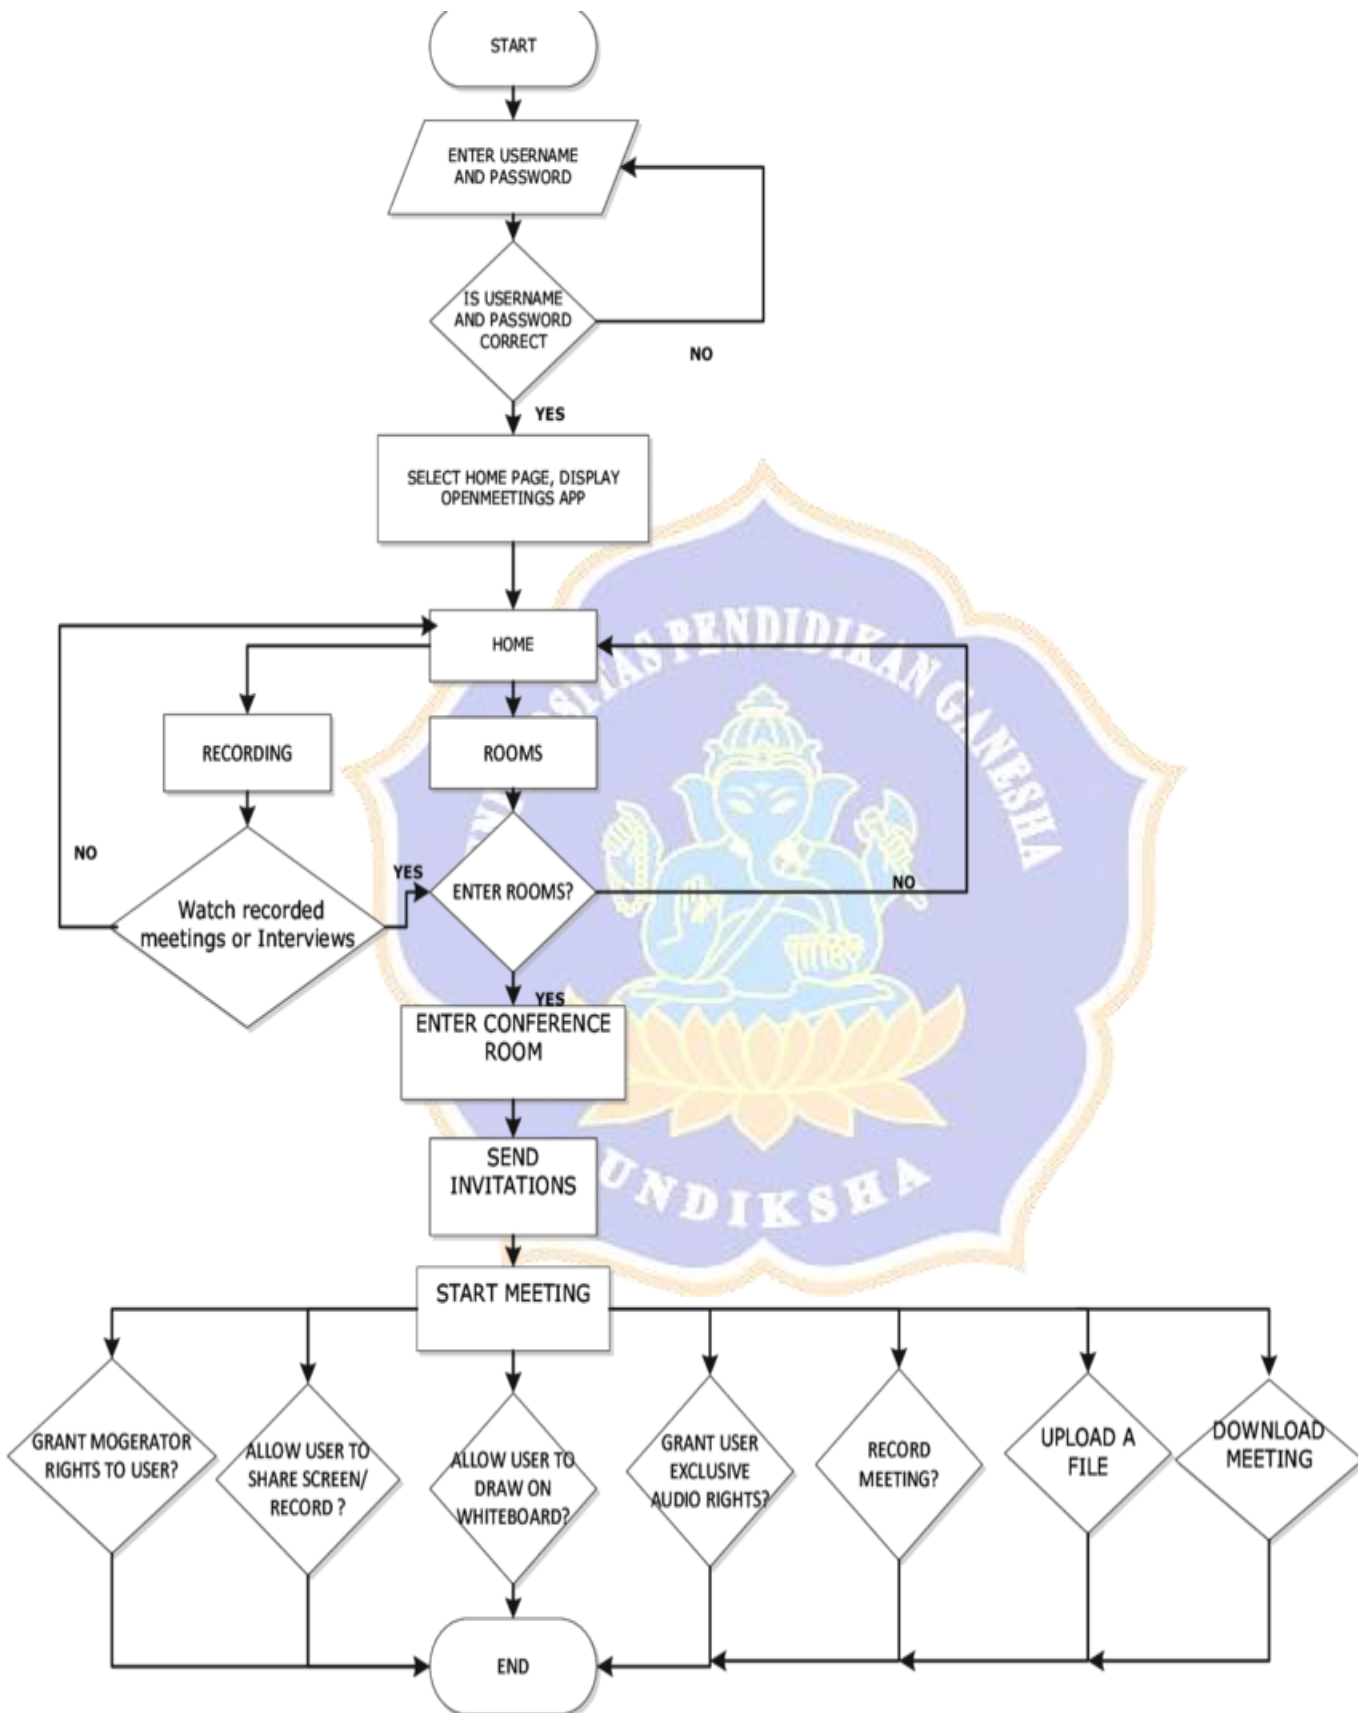 START
ENTER USERNAME
AND PASSWORD
IS USERNAME
AND PASSWORD
CORRECT
NO
YES
SELECT HOME PAGE, DISPLAY
OPENMEETINGS APP
HOME
RECORDING
ROOMS
NO
YES
Watch recorded
meetings or Interviews
ENTER ROOMS?
NO
YES
ENTER CONFERENCE
ROOM
SEND
INVITATIONS
START MEETING
GRANT MOGERATOR
RIGHTS TO USER?
ALLOW USER TO
SHARE SCREEN/
RECORD ?
ALLOW USER TO
DRAW ON
WHITEBOARD?
GRANT USER
EXCLUSIVE
AUDIO RIGHTS?
RECORD
MEETING?
UPLOAD A
FILE
DOWNLOAD
MEETING
END
PENDIDIKAN GANESHA
UNDIKSHA